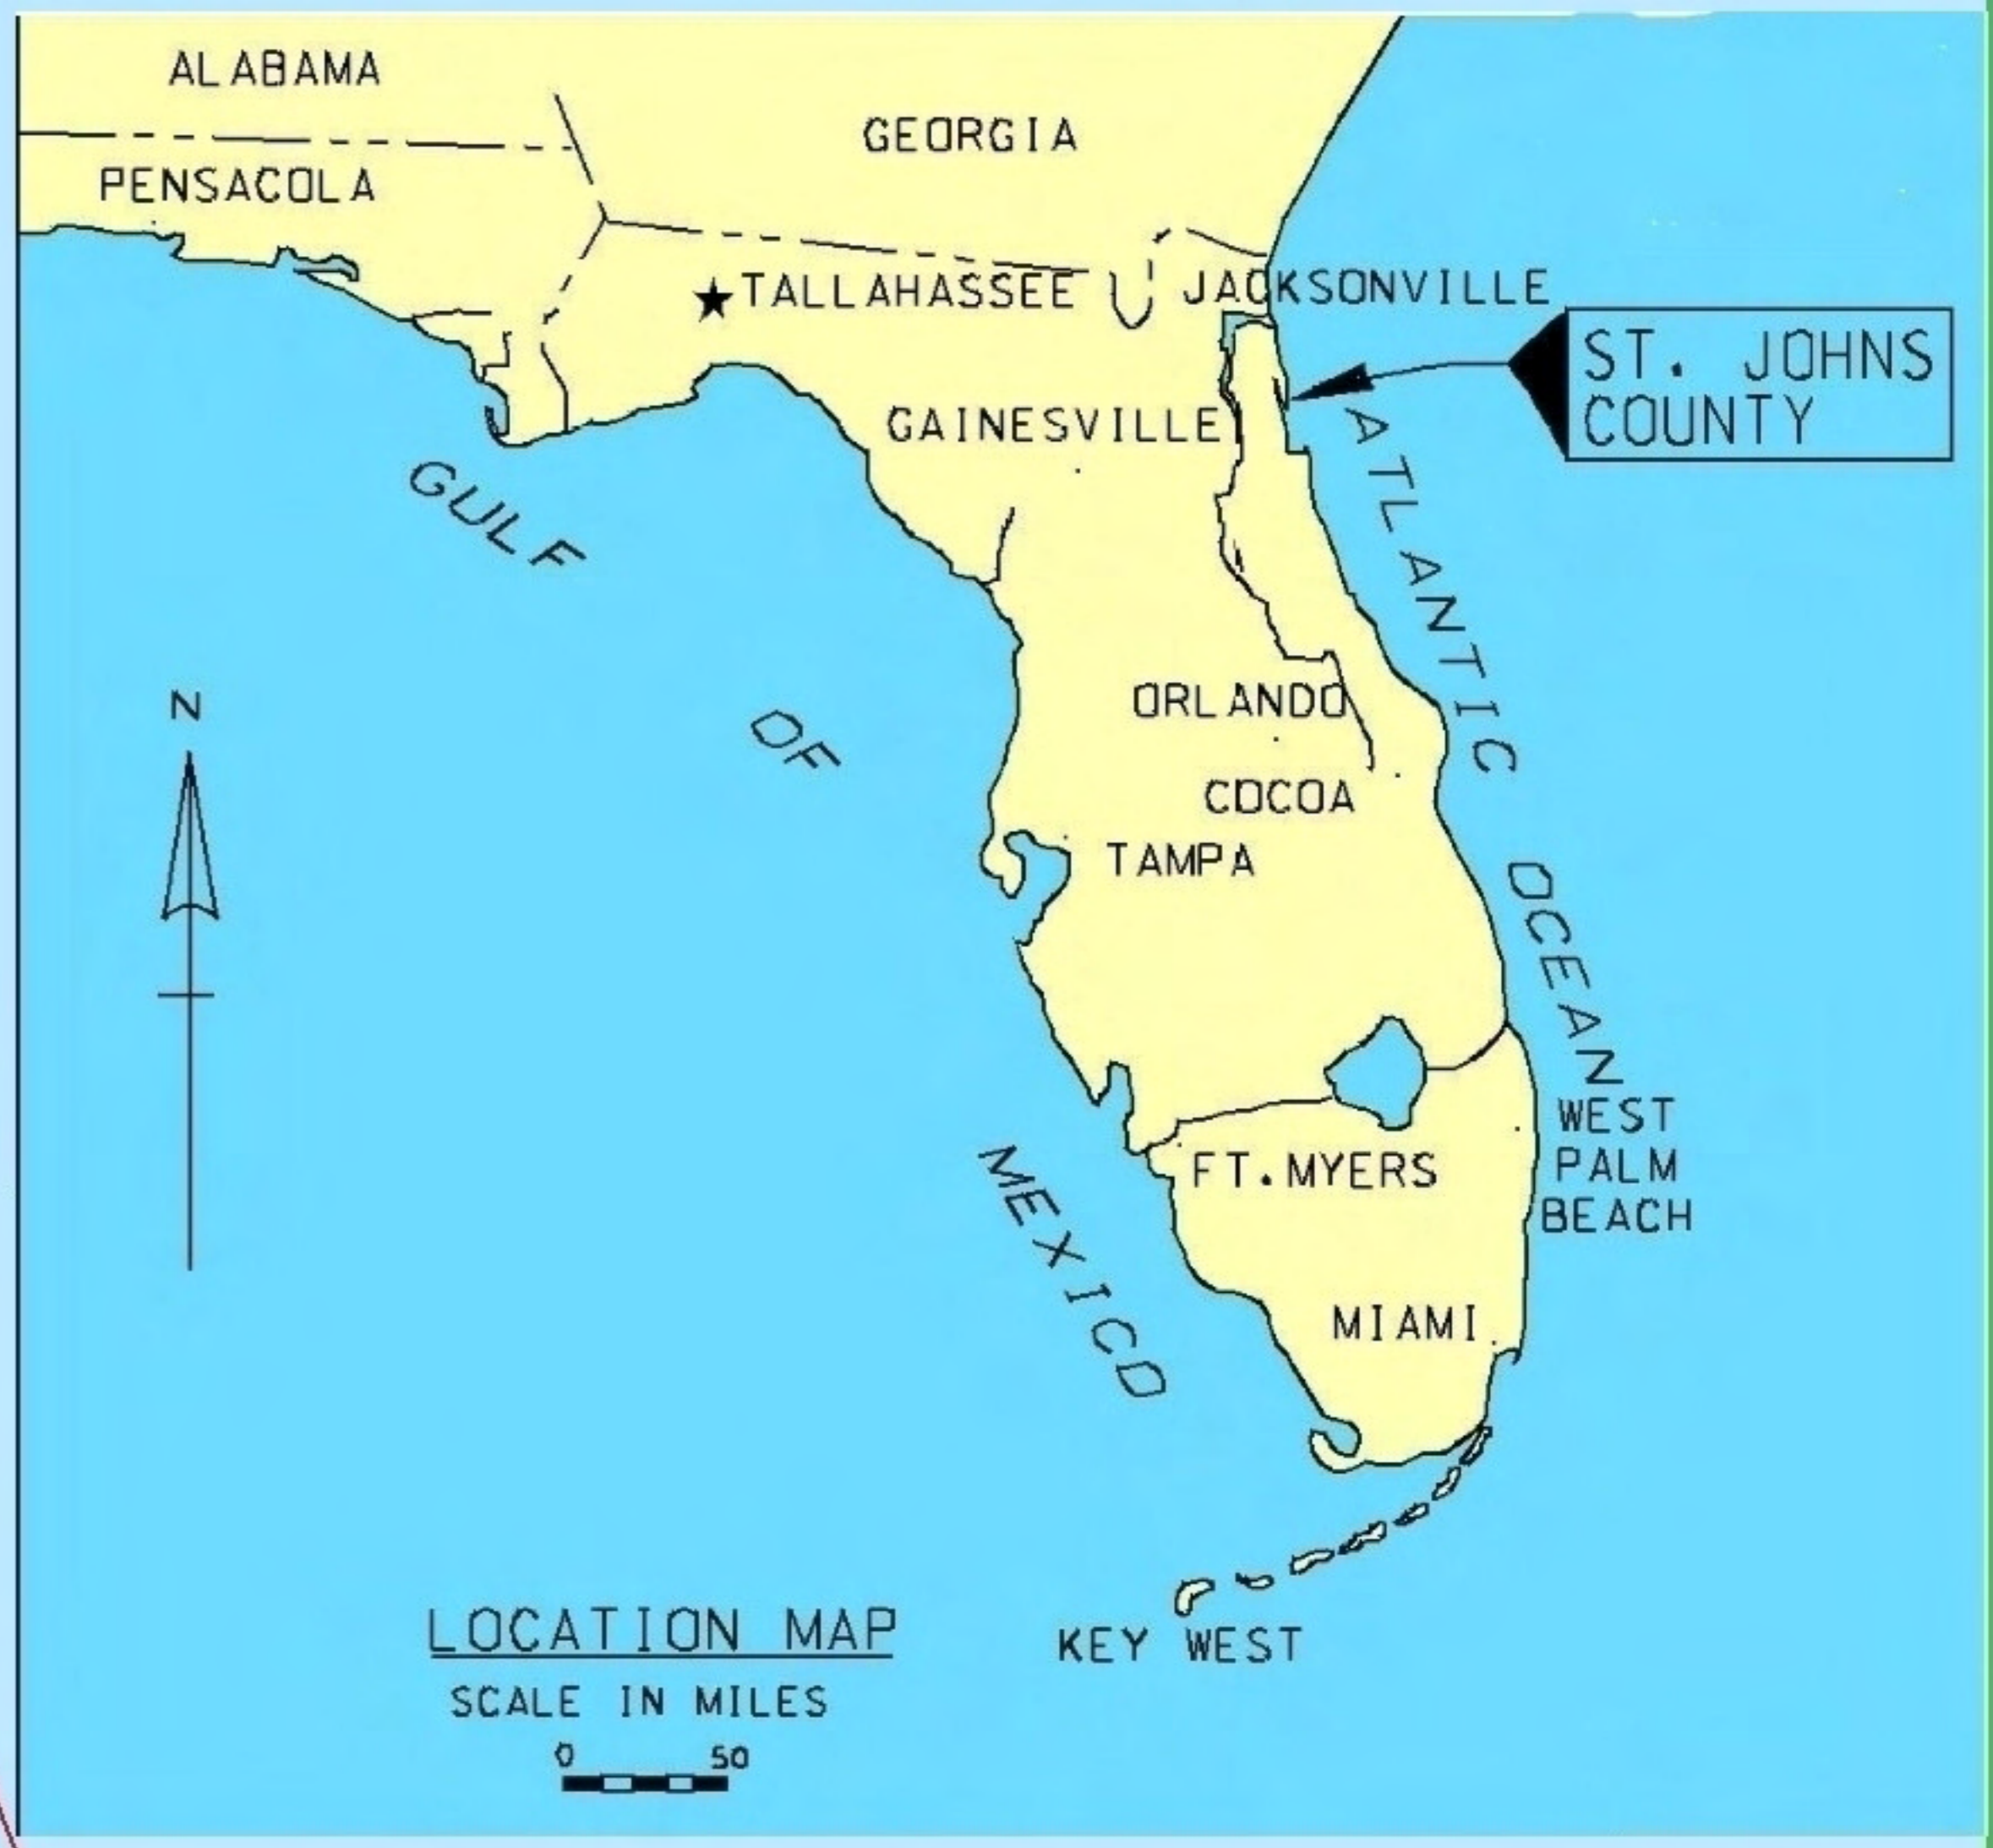 ALABAMA
GEORGIA
PENSACOLA
TALLAHASSEE
JACKSONVILLE
ST. JOHNS
COUNTY
GAINESVILLE
GULF
OF
MEXICO
ATLANTIC OCEAN
N
ORLANDO
COCOA
TAMPA
WEST
PALM
BEACH
FT. MYERS
MIAMI
KEY WEST
LOCATION MAP
SCALE IN MILES
0 50